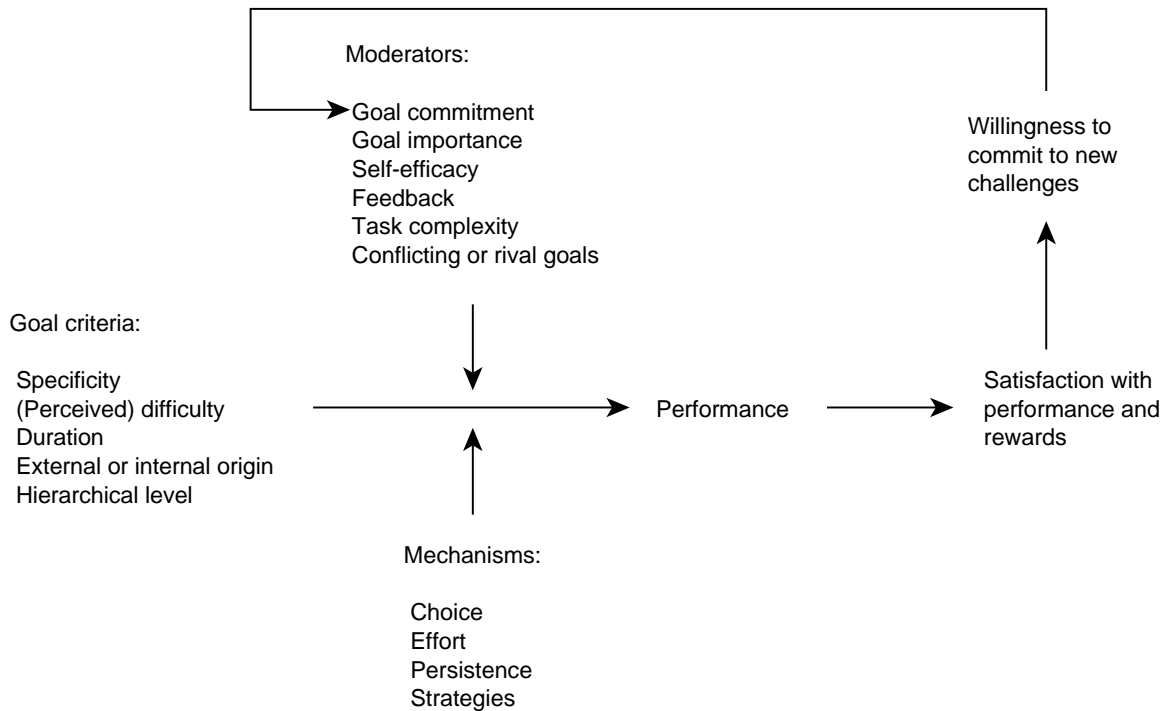 Moderators:
Goal commitment
Goal importance
Self-efficacy
Feedback
Task complexity
Conflicting or rival goals
Willingness to
commit to new
challenges
Goal criteria:
Specificity
(Perceived) difficulty
Duration
External or internal origin
Hierarchical level
Performance
Satisfaction with
performance and
rewards
Mechanisms:
Choice
Effort
Persistence
Strategies